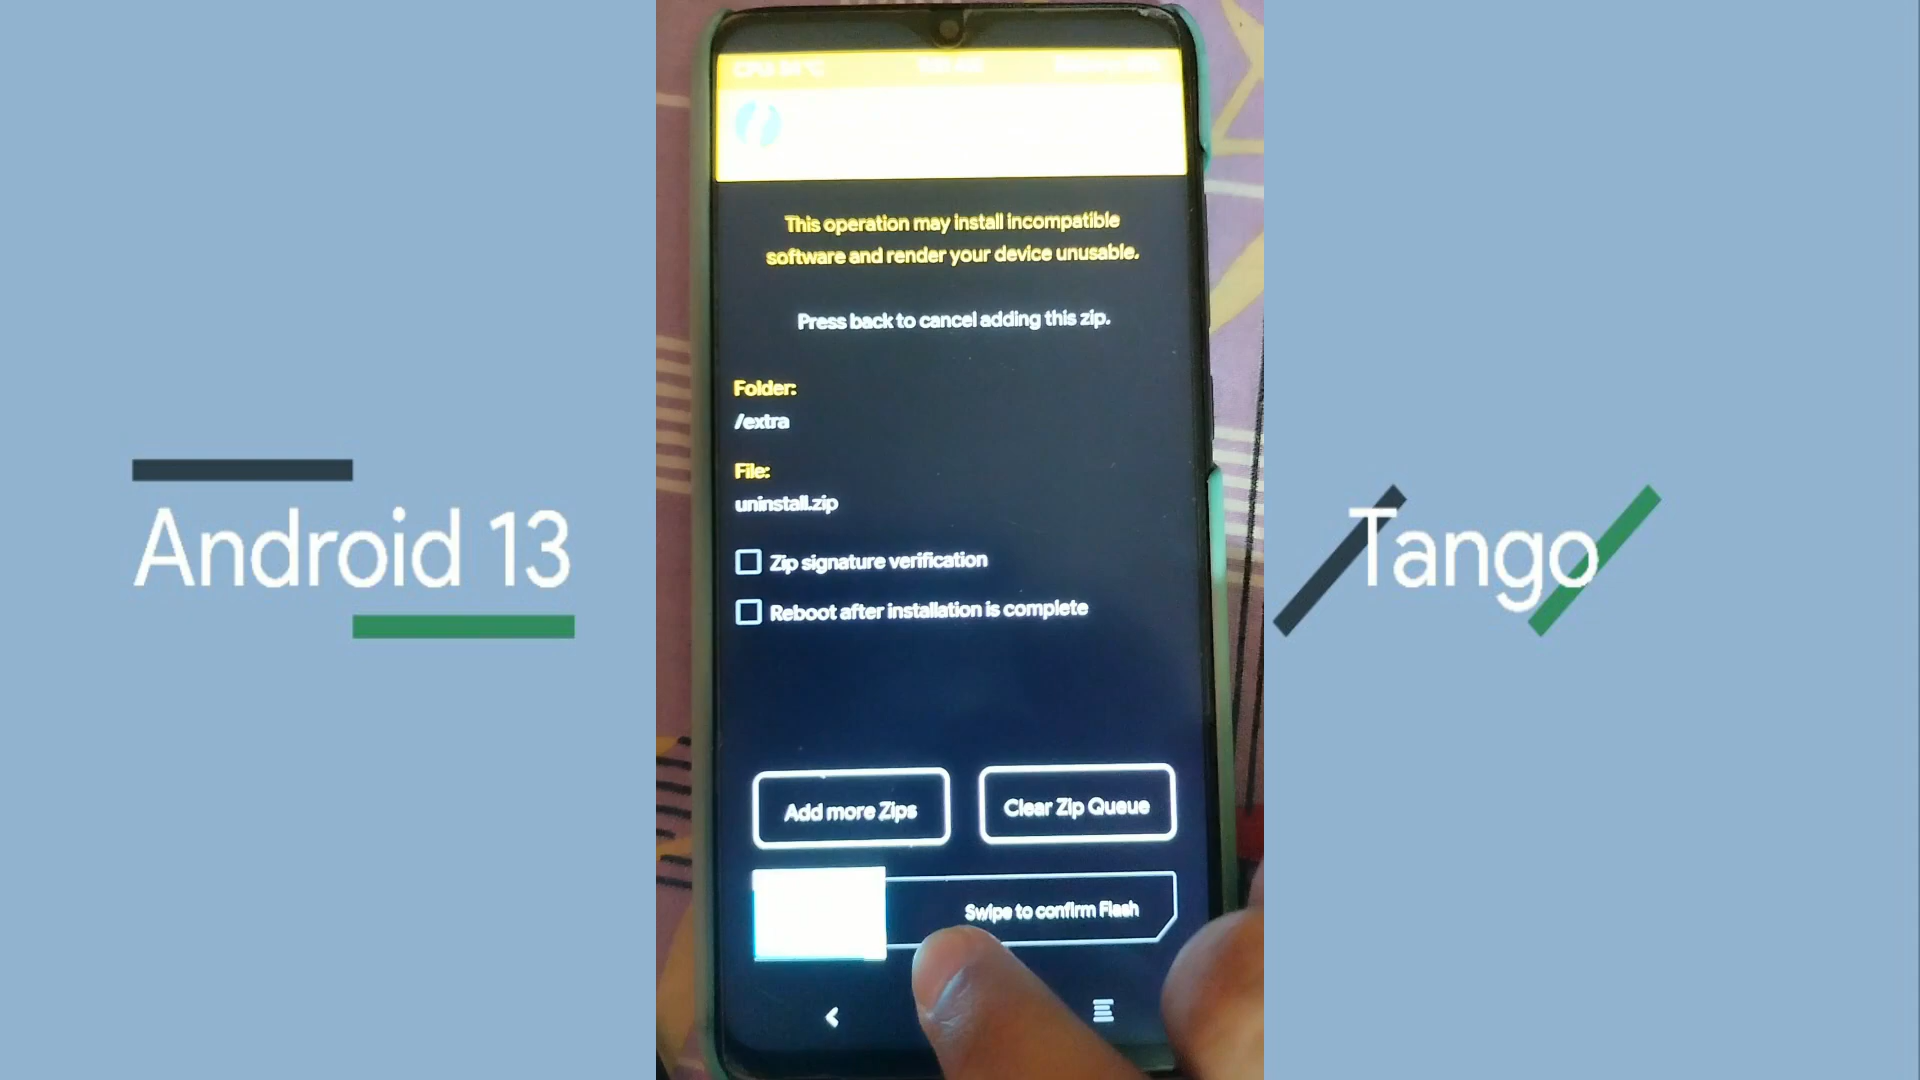 Android 13
This operation may install incompatible
software and render your device unusable.
Press back to cancel adding this zip.
Folder:
/extra
File:
uninstall.zip
Zip signature verification
Reboot after installation is complete
Add more Zips
Clear Zip Queue
Swipe to confirm Flash
Tango